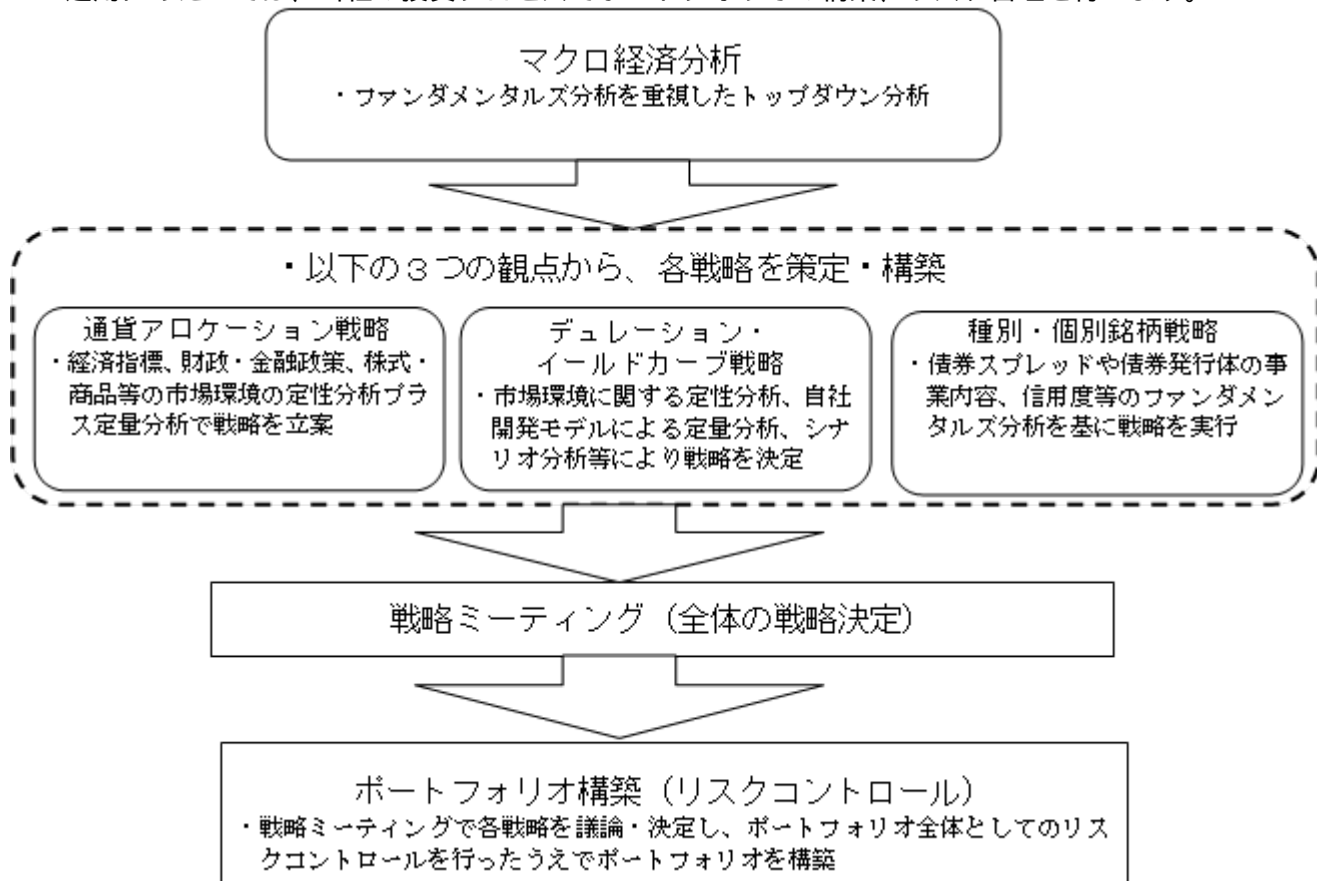 マクロ経済分析
・ファンダメンタルズ分析を重視したトップダウン分析
・以下の３つの観点から、各戦略を策定・構築
通貨アロケーション戦略
・経済指標、財政・金融政策、株式・
商品等の市場環境の定性分析プラ
ス定量分析で戦略を立案
デュレーション・
イールドカーブ戦略
・市場環境に関する定性分析、自社
開発モデルによる定量分析、シナ
リオ分析等により戦略を決定
種別・個別銘柄戦略
・債券スプレッドや債券発行体の事
業内容、信用度等のファンダメン
タルズ分析を基に戦略を実行
戦略ミーティング（全体の戦略決定）
ポートフォリオ構築（リスクコントロール）
・戦略ミーティングで各戦略を議論・決定し、ポートフォリオ全体としてのリス
クコントロールを行ったうえでポートフォリオを構築